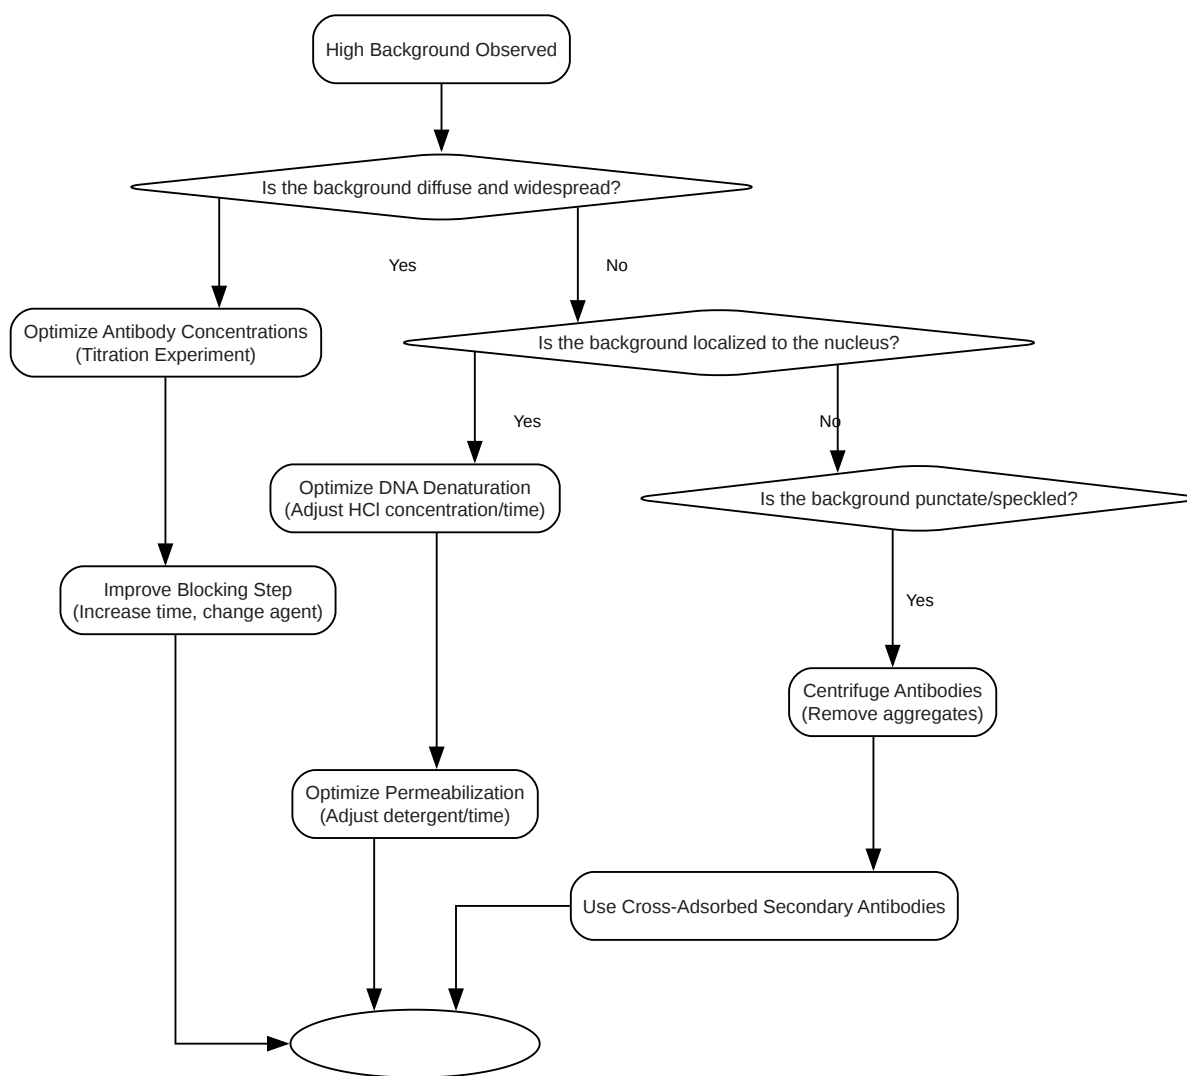 High Background Observed
Is the background diffuse and widespread?
Yes
No
Optimize Antibody Concentrations
(Titration Experiment)
Is the background localized to the nucleus?
Yes
No
Optimize DNA Denaturation
(Adjust HCl concentration/time)
Is the background punctate/speckled?
Improve Blocking Step
(Increase time, change agent)
Yes
Centrifuge Antibodies
(Remove aggregates)
Optimize Permeabilization
(Adjust detergent/time)
Use Cross-Adsorbed Secondary Antibodies